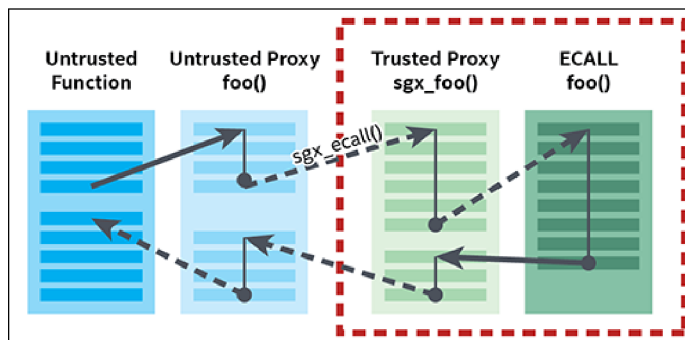 Untrusted
Function
Untrusted Proxy
foo()
Trusted Proxy
sgx_foo()
ECALL
foo()
sgx_ecall()